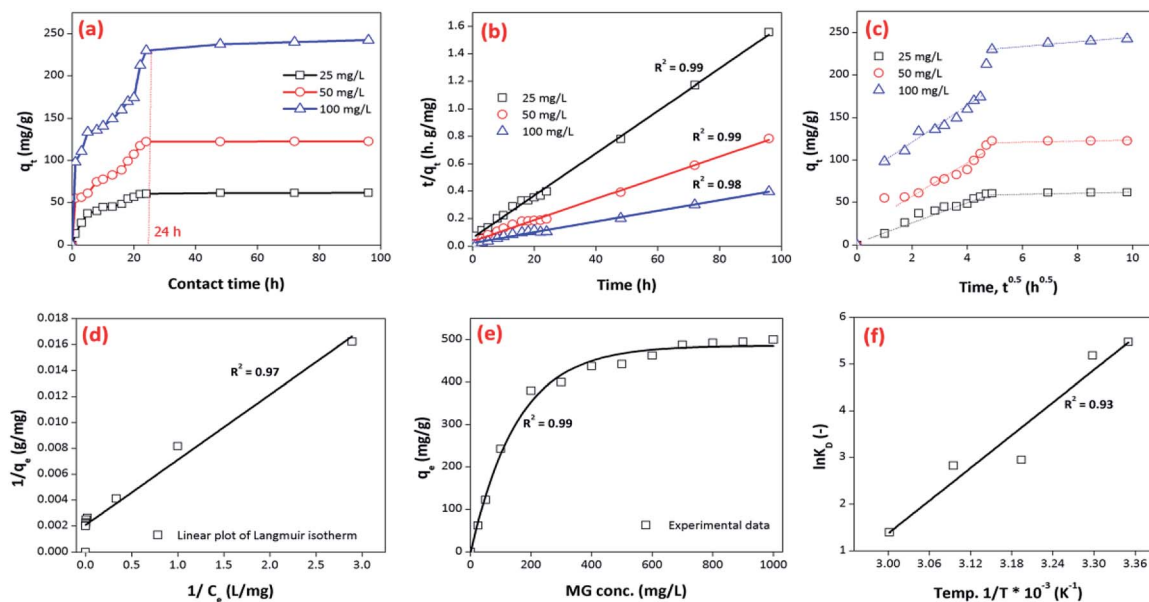 (a)
250
200
150
100
50
0
qt (mg/g)
25 mg/L
50 mg/L
100 mg/L
24 h
0 20 40 60 80 100
Contact time (h)
(b)
1.6
1.4
1.2
1.0
0.8
0.6
0.4
0.2
0.0
t/qt (h. g/mg)
25 mg/L
50 mg/L
100 mg/L
R² = 0.99
R² = 0.99
R² = 0.98
0 20 40 60 80 100
Time (h)
(c)
250
200
150
100
50
0
qt (mg/g)
25 mg/L
50 mg/L
100 mg/L
0 2 4 6 8 10
Time, t^0.5 (h^0.5)
(d)
0.018
0.016
0.014
0.012
0.010
0.008
0.006
0.004
0.002
0.000
1/qe (g/mg)
R² = 0.97
Linear plot of Langmuir isotherm
0.0 0.5 1.0 1.5 2.0 2.5 3.0
1/ Ce (L/mg)
(e)
500
400
300
200
100
0
qe (mg/g)
R² = 0.99
Experimental data
0 200 400 600 800 1000
MG conc. (mg/L)
(f)
6
5
4
3
2
1
lnKD (-)
R² = 0.93
3.00 3.06 3.12 3.18 3.24 3.30 3.36
Temp. 1/T * 10⁻³ (K⁻¹)